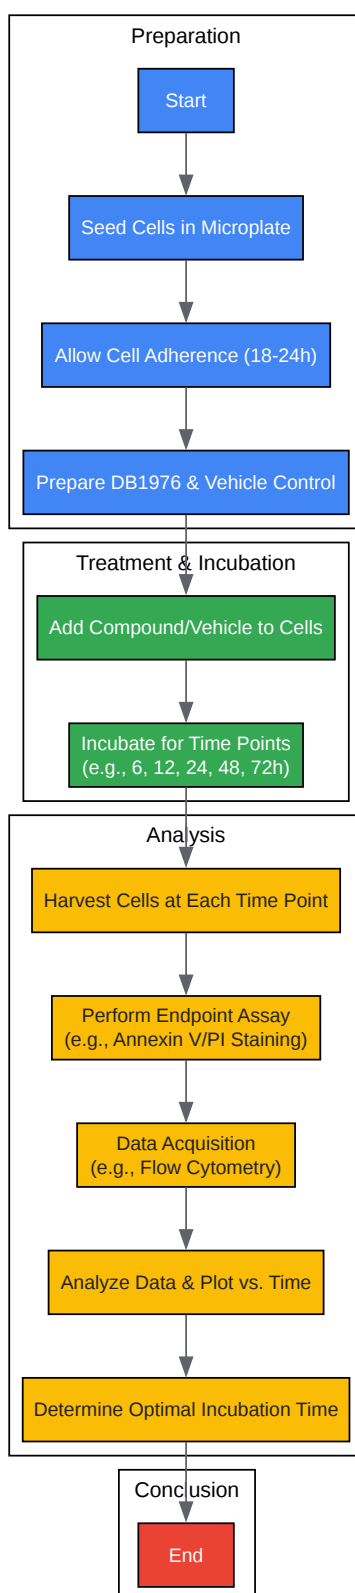 Preparation
Start
Seed Cells in Microplate
Allow Cell Adherence (18-24h)
Prepare DB1976 & Vehicle Control
Treatment & Incubation
Add Compound/Vehicle to Cells
Incubate for Time Points
(e.g., 6, 12, 24, 48, 72h)
Analysis
Harvest Cells at Each Time Point
Perform Endpoint Assay
(e.g., Annexin V/PI Staining)
Data Acquisition
(e.g., Flow Cytometry)
Analyze Data & Plot vs. Time
Determine Optimal Incubation Time
Conclusion
End